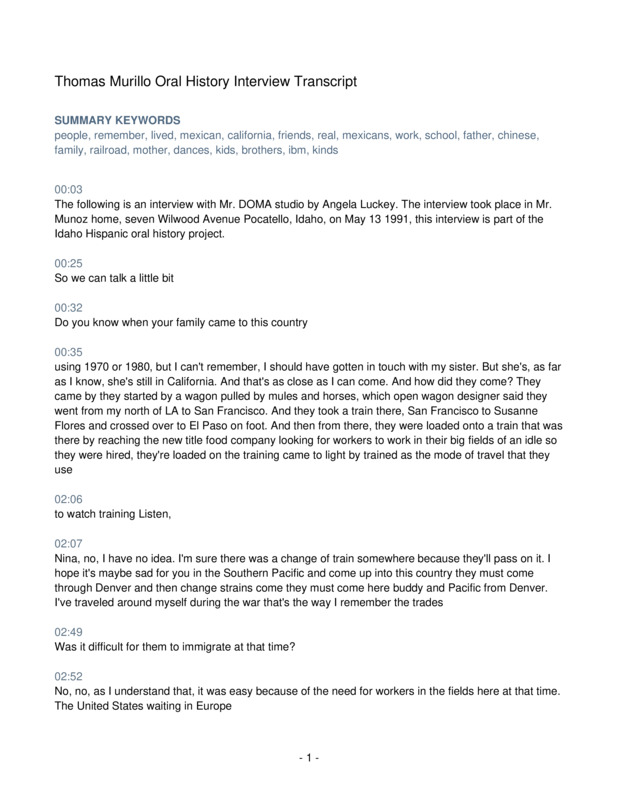 Thomas Murillo Oral History Interview Transcript
SUMMARY KEYWORDS
people, remember, lived, mexican, california, friends, real, mexicans, work, school, father, chinese,
family, railroad, mother, dances, kids, brothers, ibm, kinds
00:03
The following is an interview with Mr. DOMA studio by Angela Luckey. The interview took place in Mr.
Munoz home, seven Wilwood Avenue Pocatello, Idaho, on May 13 1991, this interview is part of the
Idaho Hispanic oral history project.
00:25
So we can talk a little bit
00:32
Do you know when your family came to this country
00:35
using 1970 or 1980, but I can't remember, I should have gotten in touch with my sister. But she's, as far
as I know, she's still in California. And that's as close as I can come. And how did they come? They
came by they started by a wagon pulled by mules and horses, which open wagon designer said they
went from my north of LA to San Francisco. And they took a train there, San Francisco to Susanne
Flores and crossed over to El Paso on foot. And then from there, they were loaded onto a train that was
there by reaching the new title food company looking for workers to work in their big fields of an idle so
they were hired, they're loaded on the training came to light by trained as the mode of travel that they
use
02:06
to watch training Listen,
02:07
Nina, no, I have no idea. I'm sure there was a change of train somewhere because they'll pass on it. I
hope it's maybe sad for you in the Southern Pacific and come up into this country they must come
through Denver and then change strains come they must come here buddy and Pacific from Denver.
I've traveled around myself during the war that's the way I remember the trades
02:49
Was it difficult for them to immigrate at that time?
02:52
No, no, as I understand that, it was easy because of the need for workers in the fields here at that time.
The United States waiting in Europe
- 1 -